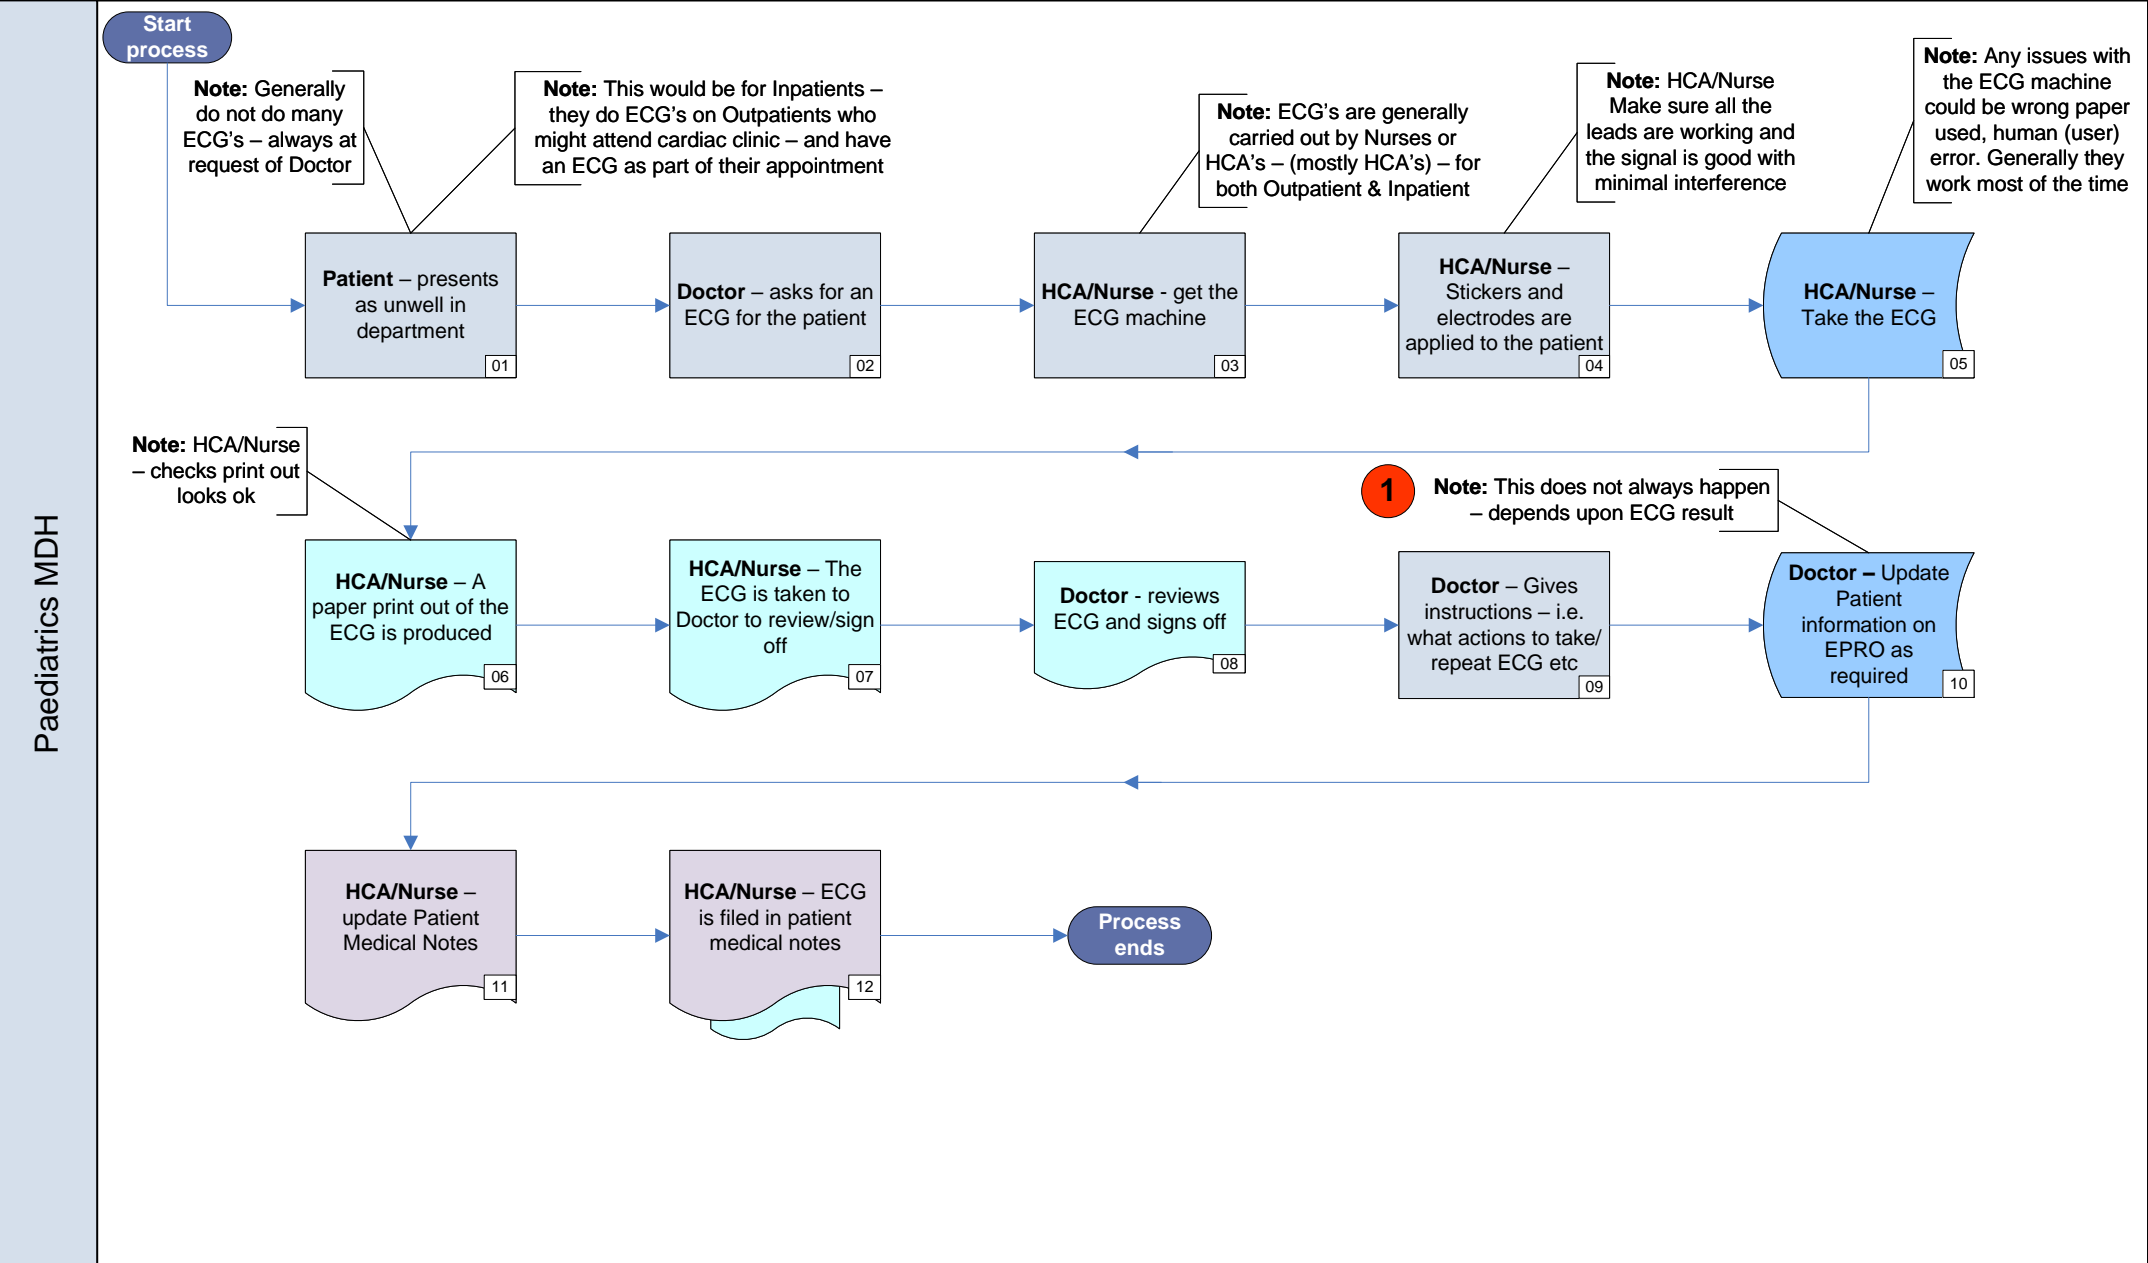 Start
process
Note: Generally
do not do many
ECG's – always at
request of Doctor
Note: This would be for Inpatients –
they do ECG's on Outpatients who
might attend cardiac clinic – and have
an ECG as part of their appointment
Note: ECG's are generally
carried out by Nurses or
HCA's – (mostly HCA's) – for
both Outpatient & Inpatient
Note: HCA/Nurse
Make sure all the
leads are working and
the signal is good with
minimal interference
Note: Any issues with
the ECG machine
could be wrong paper
used, human (user)
error. Generally they
work most of the time
Patient – presents
as unwell in
department
01
Doctor – asks for an
ECG for the patient
02
HCA/Nurse - get the
ECG machine
03
HCA/Nurse –
Stickers and
electrodes are
applied to the patient
04
HCA/Nurse –
Take the ECG
05
Note: HCA/Nurse
– checks print out
looks ok
1
Note: This does not always happen
– depends upon ECG result
HCA/Nurse – A
paper print out of the
ECG is produced
06
HCA/Nurse – The
ECG is taken to
Doctor to review/sign
off
07
Doctor - reviews
ECG and signs off
08
Doctor – Gives
instructions – i.e.
what actions to take/
repeat ECG etc
09
Doctor – Update
Patient
information on
EPRO as
required
10
Paediatrics MDH
HCA/Nurse –
update Patient
Medical Notes
11
HCA/Nurse – ECG
is filed in patient
medical notes
12
Process
ends